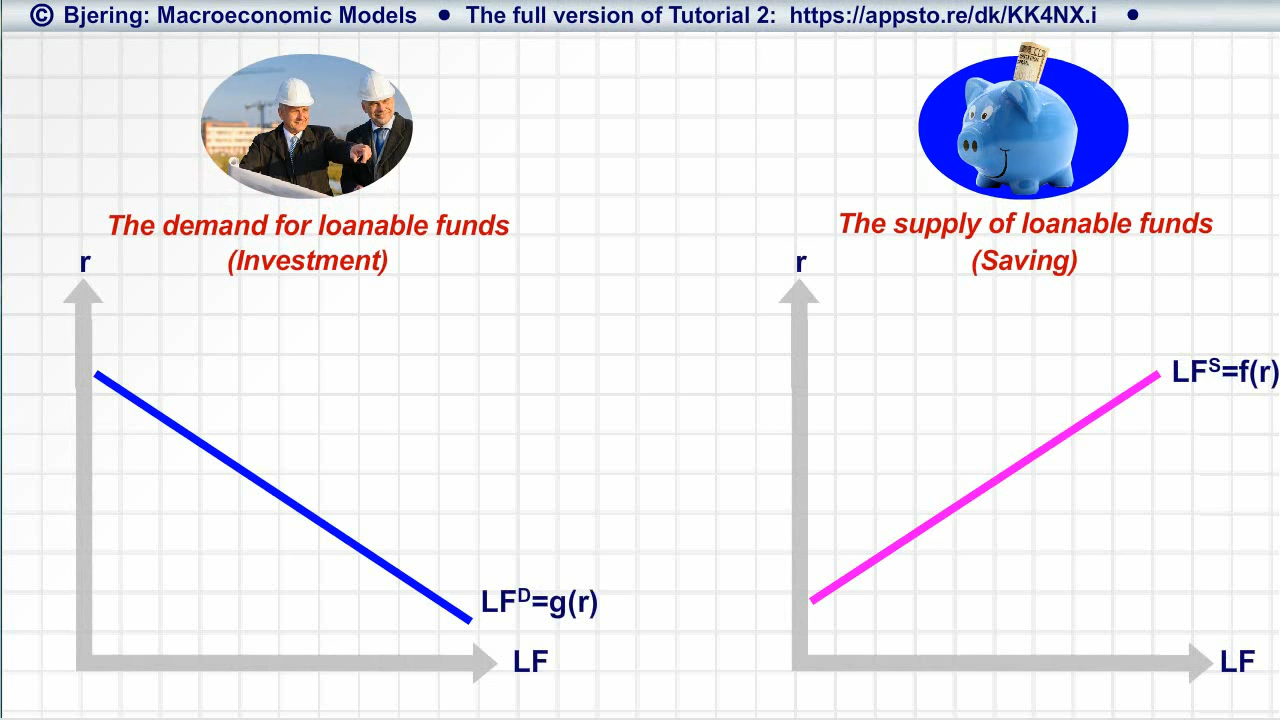 © Bjering: Macroeconomic Models • The full version of Tutorial 2: https://appsto.re/dk/KK4NX.i •
The demand for loanable funds
(Investment)
r
LFᴰ=g(r)
LF
The supply of loanable funds
(Saving)
r
LFˢ=f(r)
LF